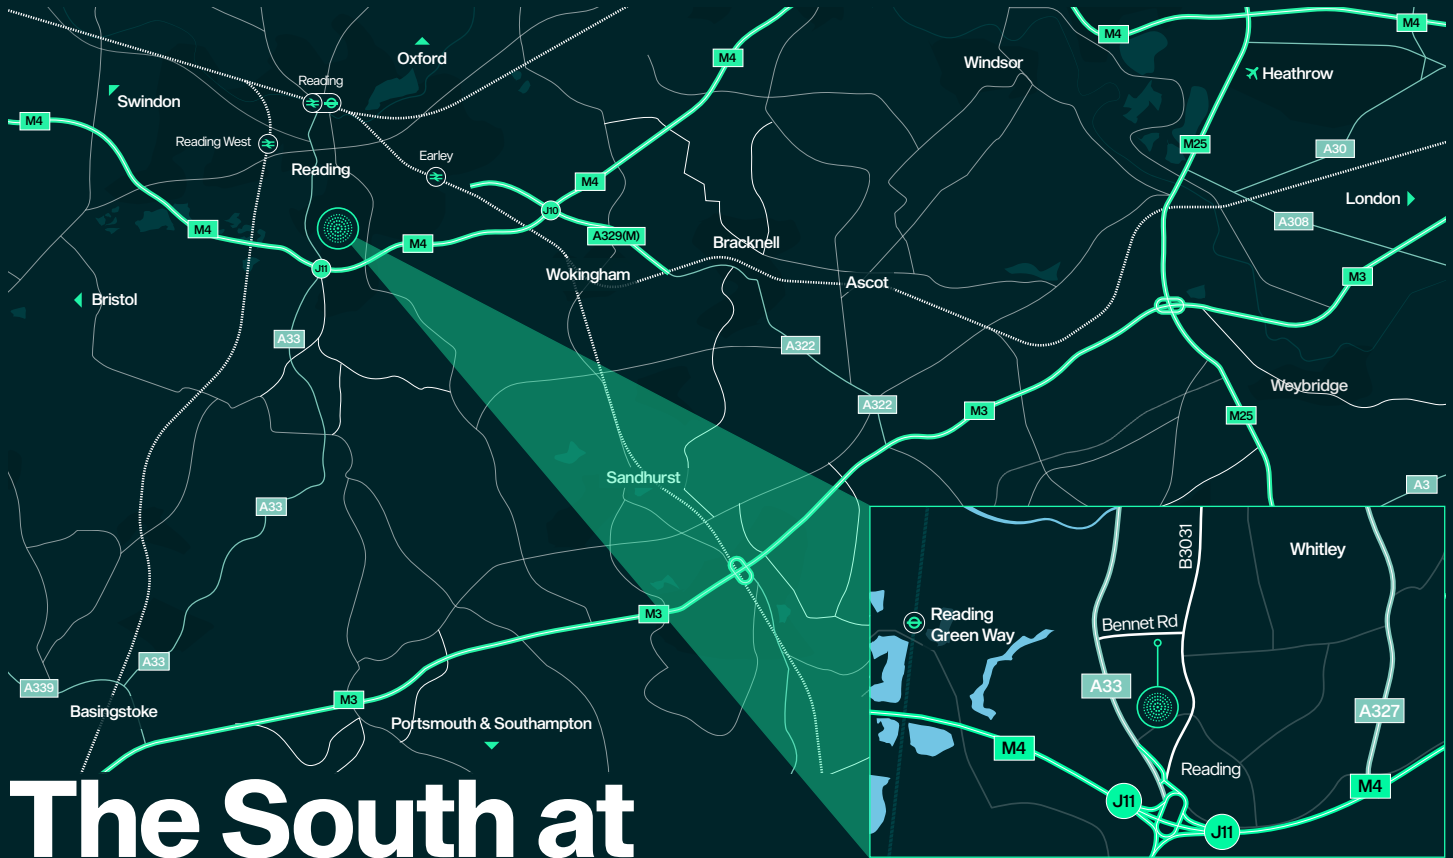 Oxford
M4
Windsor
M4
M4
Heathrow
Swindon
Reading
M4
Reading West
Earley
M25
A30
Reading
M4
London
J10
A308
M4
M4
A329(M)
Bracknell
J11
Wokingham
Ascot
M3
Bristol
A33
A322
Weybridge
A322
M3
M25
Sandhurst
A3
A33
M3
A33
A339
M3
Basingstoke
Portsmouth & Southampton
B3031
Whitley
Reading
Green Way
Bennet Rd
A33
A327
M4
Reading
M4
J11
J11
The South at